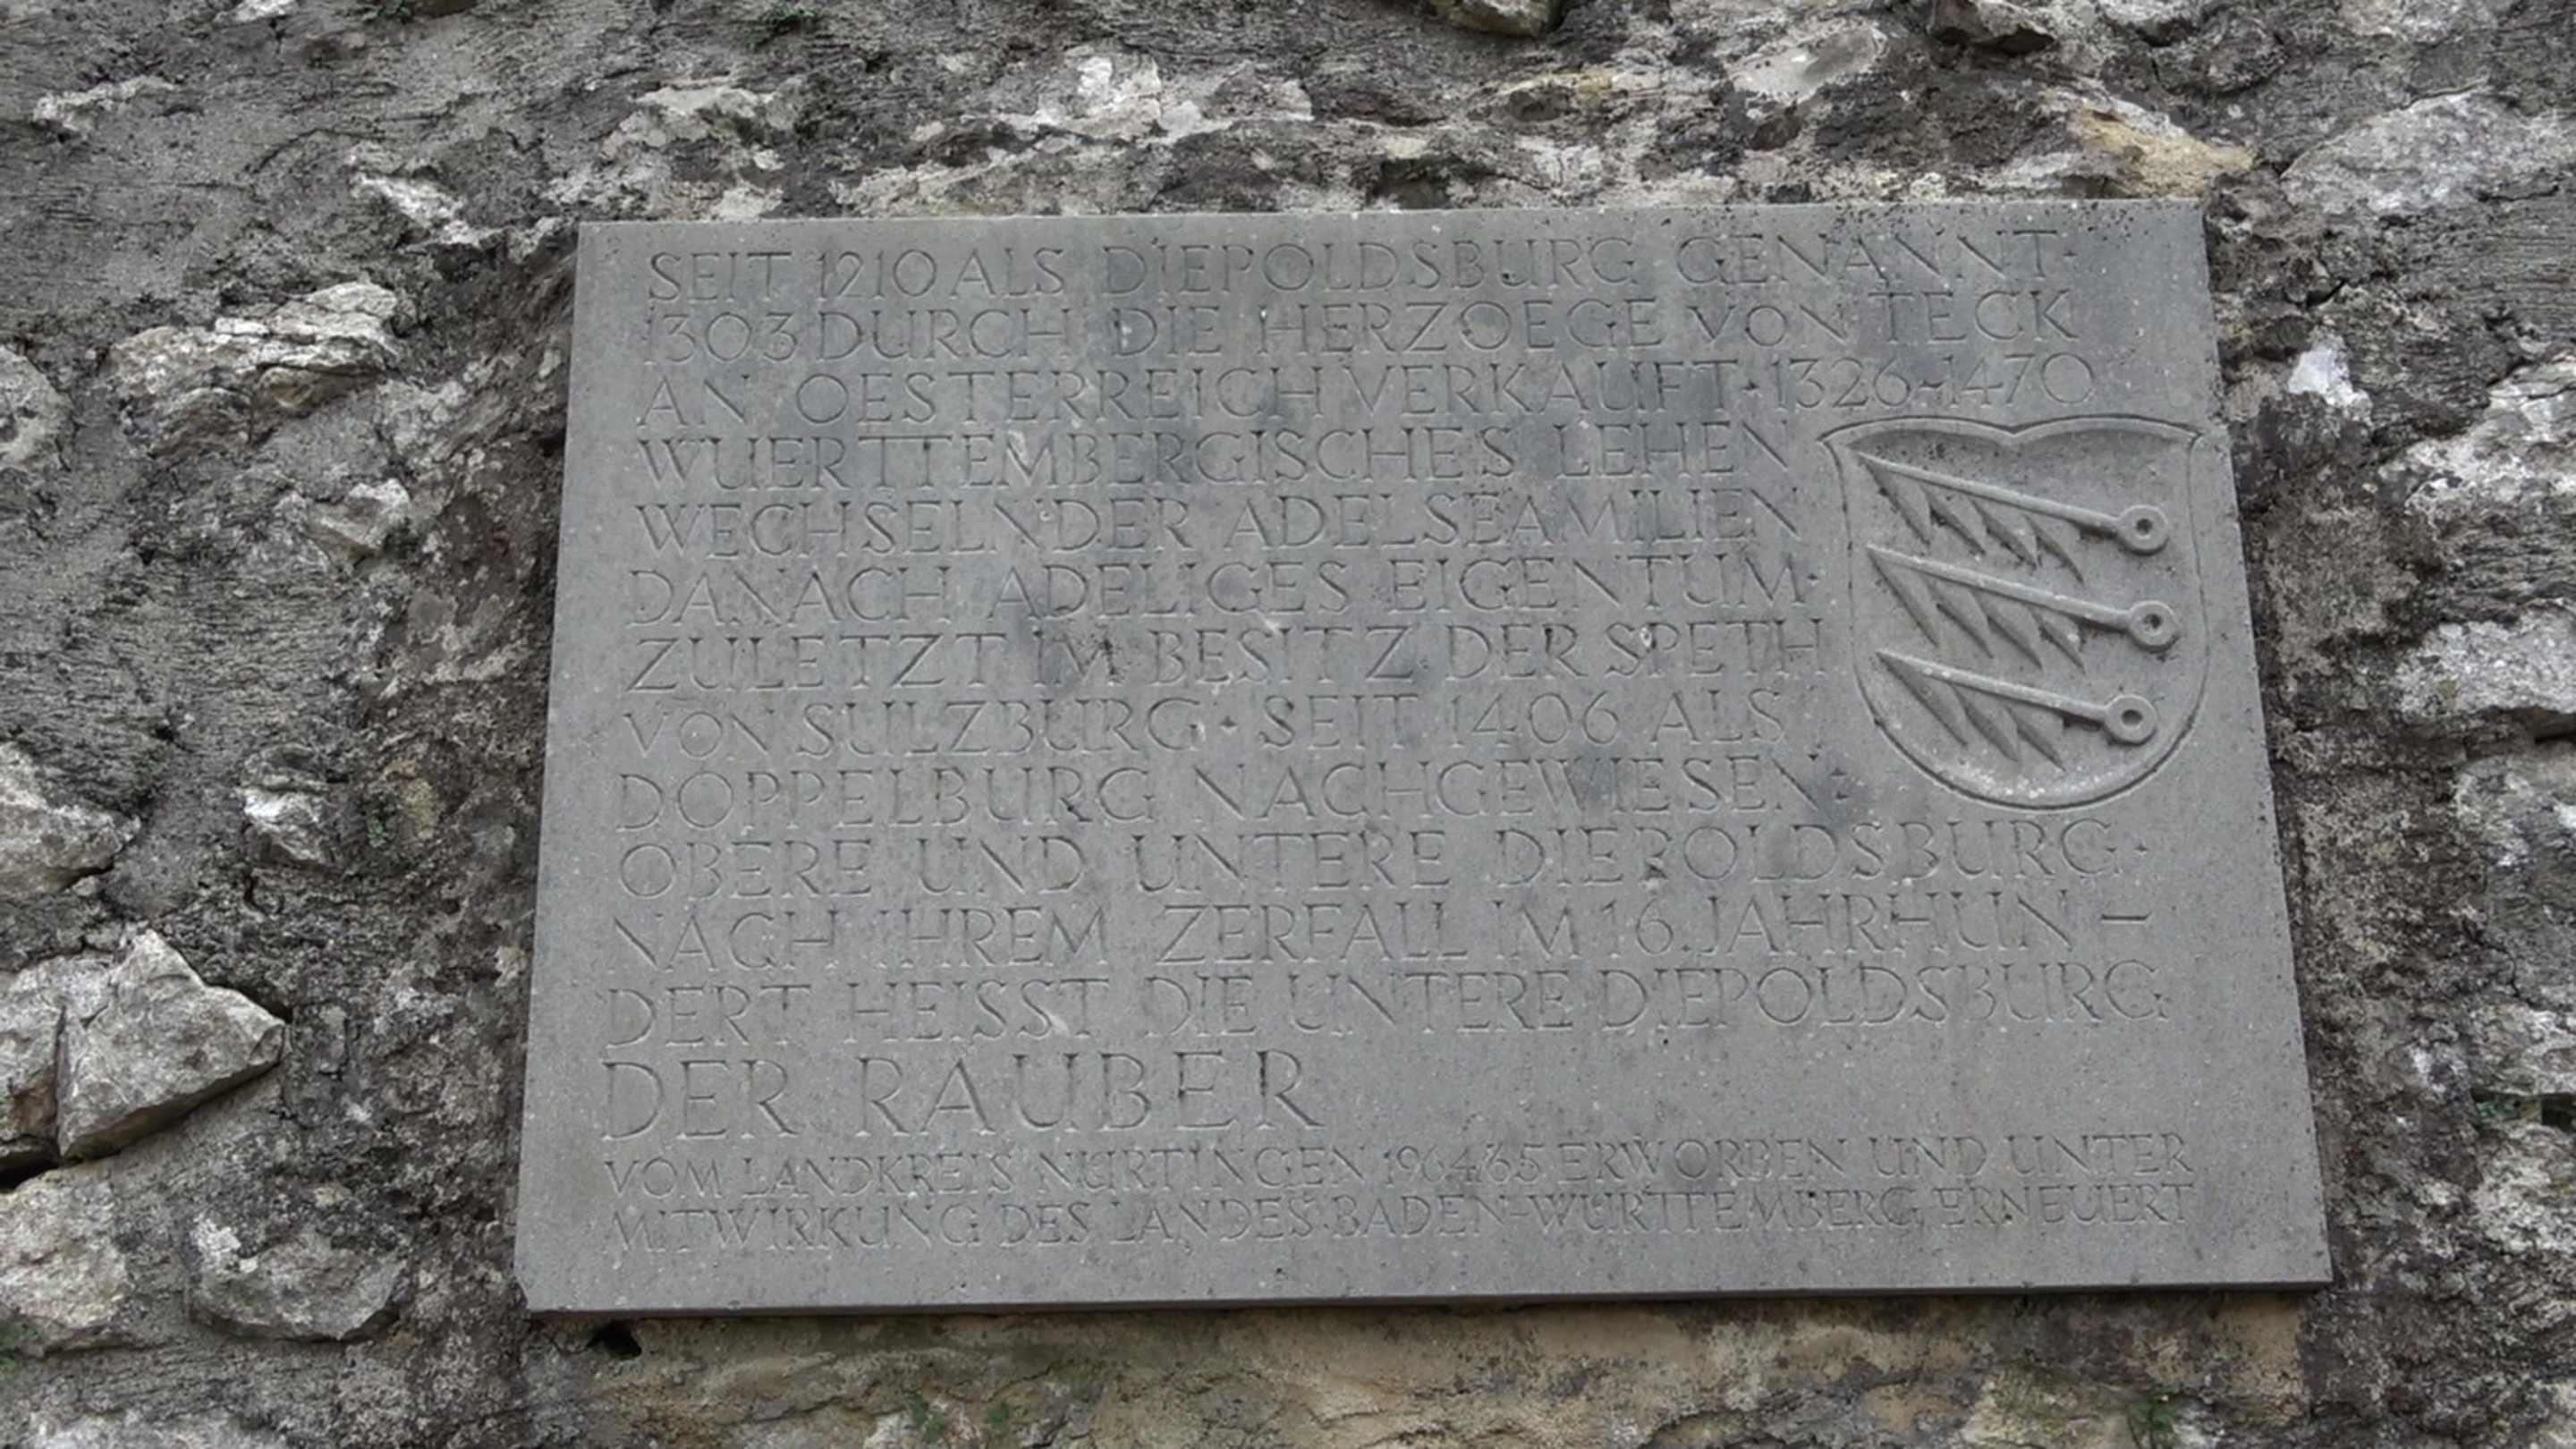 SEIT 1210 ALS DIEPOLDSBURG GENANNT·
1303 DURCH DIE HERZOEGE VON TECK
AN OESTERREICH VERKAUFT·1326-1470
WUERTTEMBERGISCHES LEHEN
WECHSELNDER ADELSFAMILIEN
DANACH ADELIGES EIGENTUM·
ZULETZT IM BESITZ DER SPETH
VON SULZBURG· SEIT 1406 ALS
DOPPELBURG NACHGEWIESEN·
OBERE UND UNTERE DIEPOLDSBURG·
NACH IHREM ZERFALL IM 16. JAHRHUN-
DERT HEISST DIE UNTERE DIEPOLDSBURG
DER RAUBER
VOM LANDKREIS NÜRTINGEN 1964/65 ERWORBEN UND UNTER
MITWIRKUNG DES LANDES BADEN-WÜRTTEMBERG ERNEUERT